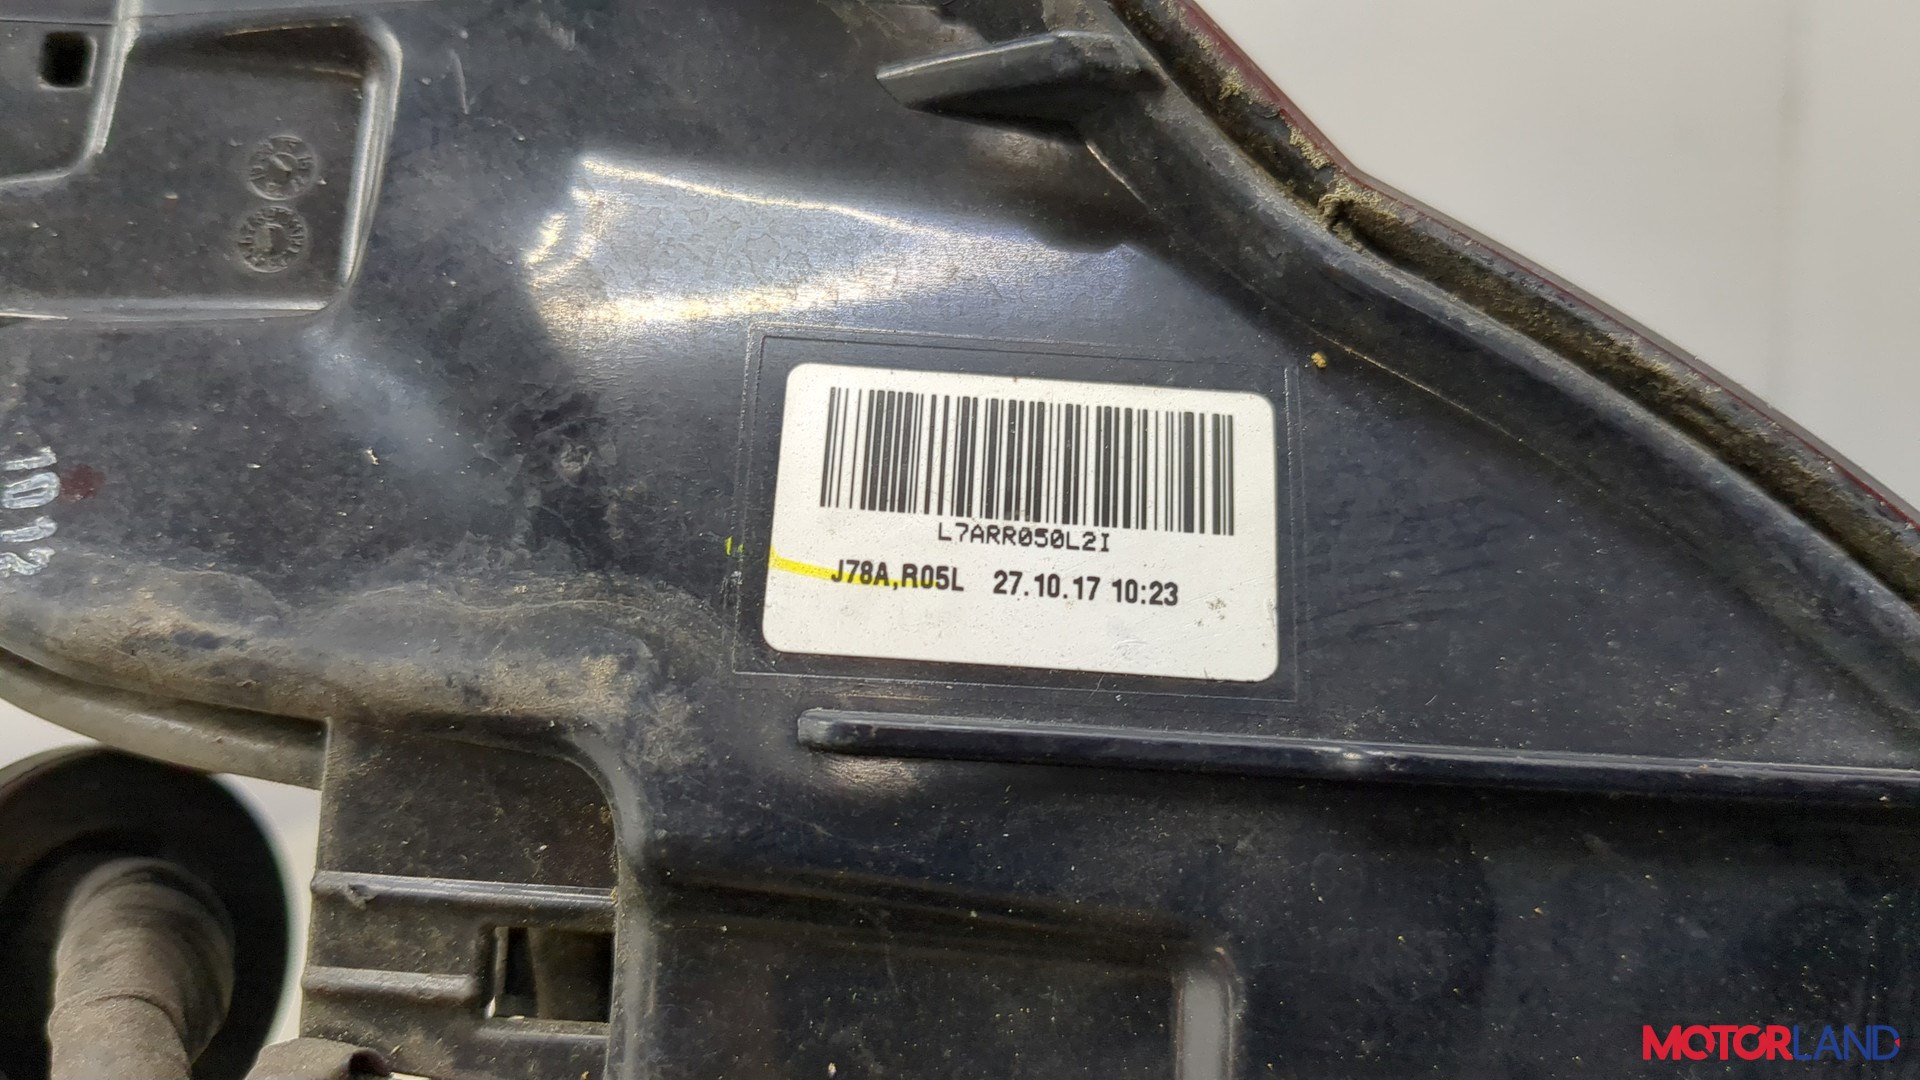 L7ARR050L2I
J78A,R05L 27.10.17 10:23
MOTORLAND